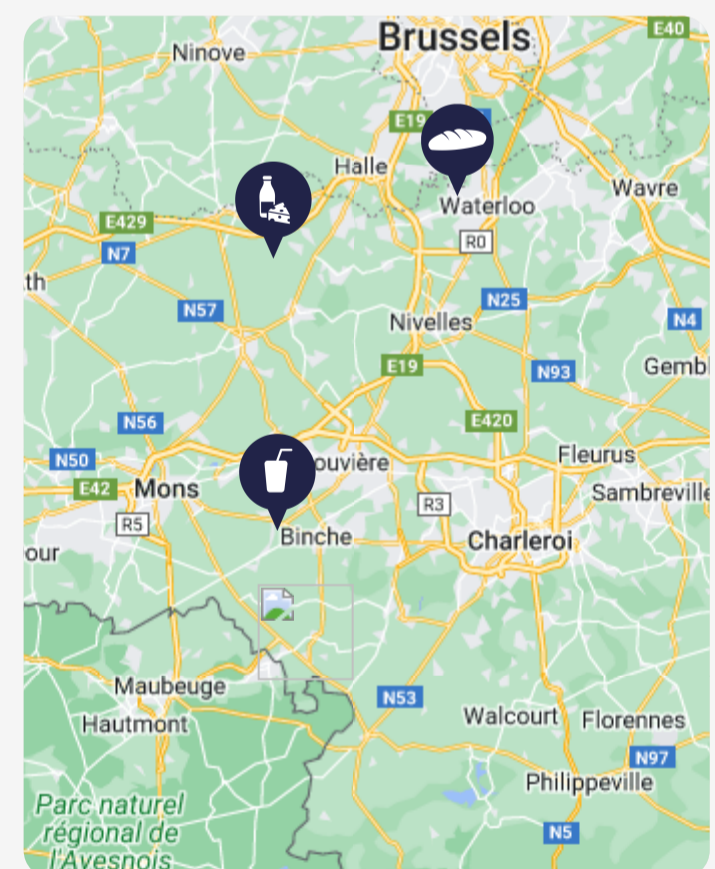 Brussels
E40
Ninove
E19
Halle
Wavre
Waterloo
E429
R0
N7
th
N25
N57
N4
Nivelles
E19
N93
Gembl
E420
N56
Fleurus
N50
ouvière
E42
Mons
Sambreville
R3
R5
Binche
Charleroi
our
Maubeuge
N53
Hautmont
Walcourt
Florennes
N97
Philippeville
Parc naturel
régional de
l'Avesnois
N5